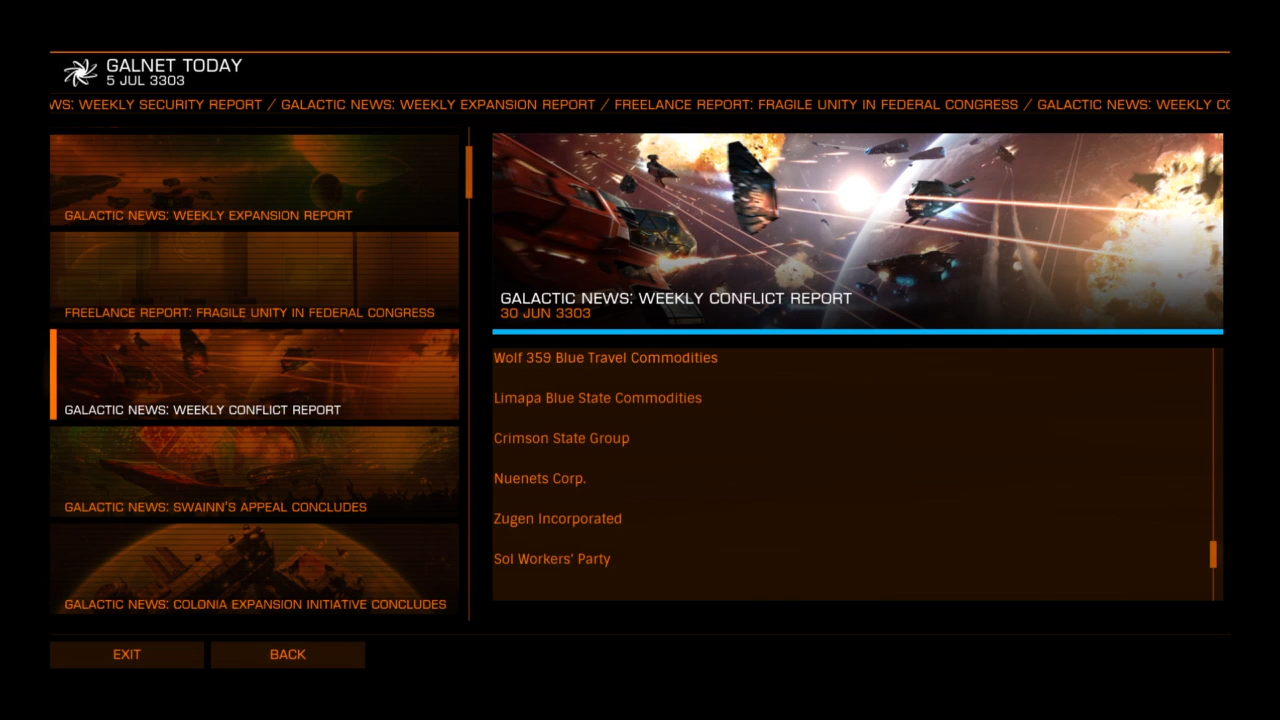 GALNET TODAY
5 JUL 3303
WS: WEEKLY SECURITY REPORT / GALACTIC NEWS: WEEKLY EXPANSION REPORT / FREELANCE REPORT: FRAGILE UNITY IN FEDERAL CONGRESS / GALACTIC NEWS: WEEKLY CO
GALACTIC NEWS: WEEKLY EXPANSION REPORT
FREELANCE REPORT: FRAGILE UNITY IN FEDERAL CONGRESS
GALACTIC NEWS: WEEKLY CONFLICT REPORT
GALACTIC NEWS: SWAINN'S APPEAL CONCLUDES
GALACTIC NEWS: COLONIA EXPANSION INITIATIVE CONCLUDES
GALACTIC NEWS: WEEKLY CONFLICT REPORT
30 JUN 3303
Wolf 359 Blue Travel Commodities
Limapa Blue State Commodities
Crimson State Group
Nuenets Corp.
Zugen Incorporated
Sol Workers' Party
EXIT
BACK